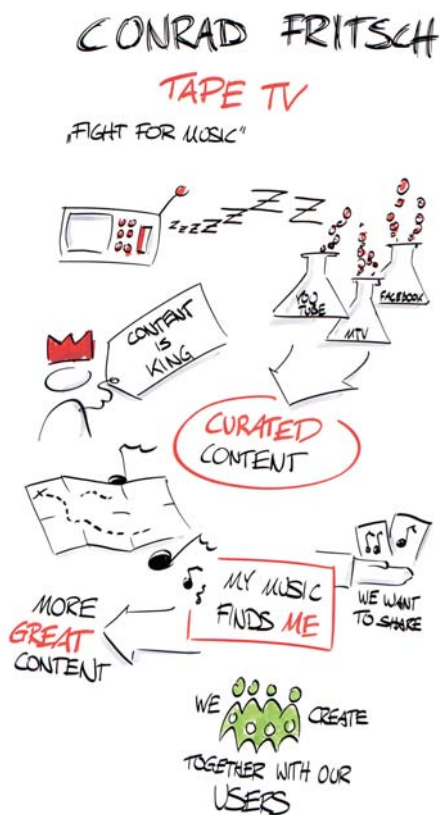 CONRAD FRITSCH
TAPE TV
„FIGHT FOR MUSIC"
ZZZZZZZZ
YOU
TUBE
MTV
FACEBOOK
CONTENT
IS
KING
CURATED
CONTENT
MY MUSIC
FINDS ME
WE WANT
TO SHARE
MORE
GREAT
CONTENT
WE CREATE
TOGETHER WITH OUR
USERS